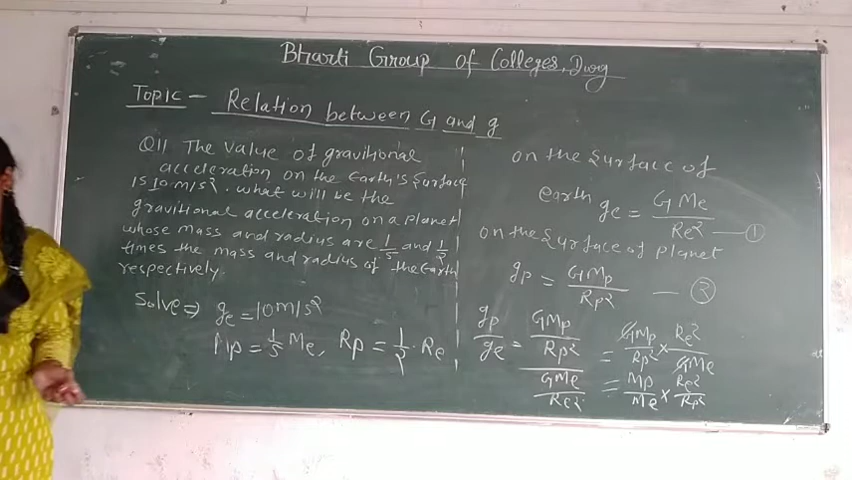 Bharti Group of Colleges, Durg
Topic - Relation between G and g
Q11 The value of gravitional
acceleration on the Earth's surface
is 10 m/s². what will be the
gravitional acceleration on a planet
whose mass and radius are 1/5 and 1/2
times the mass and radius of the Earth
respectively.
Solve ⇒ ge = 10 m/s²
Mp = 1/5 Me, Rp = 1/2 · Re
on the surface of
earth ge = G Me / Re² — ①
on the surface of planet
gp = G Mp / Rp² — ②
gp/ge = (GMp/Rp²) / (GMe/Re²) = GMp/Rp² × Re²/GMe
= Mp/Me × Re²/Rp²